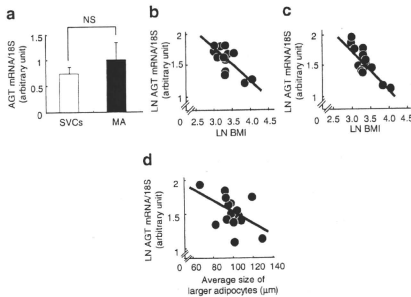 a
NS
AGT mRNA/18S
(arbitrary unit)
1.5
1
0.5
0
SVCs
MA
b
LN AGT mRNA/18S
(arbitrary unit)
2
1.5
1
2.5 3.0 3.5 4.0 4.5
LN BMI
c
LN AGT mRNA/18S
(arbitrary unit)
2
1.5
1
2.5 3.0 3.5 4.0 4.5
LN BMI
d
LN AGT mRNA/18S
(arbitrary unit)
2
1.5
1
0
60 80 100 120 140
Average size of
larger adipocytes (μm)